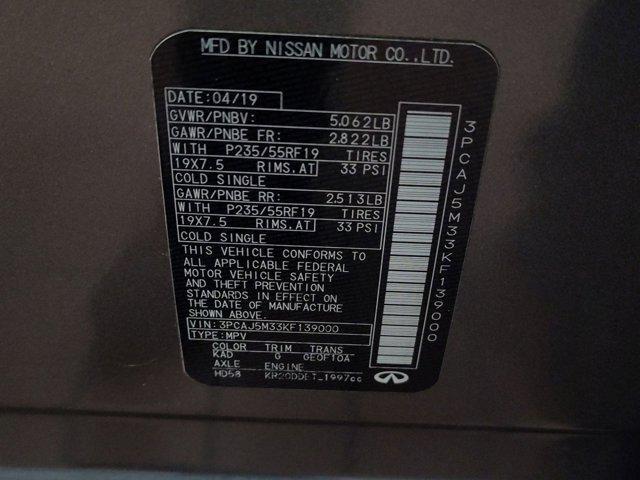 MFD BY NISSAN MOTOR CO.,LTD.
DATE:04/19
GVWR/PNBV: 5.062LB
GAWR/PNBE FR: 2.822LB
WITH P235/55RF19 TIRES
19X7.5 RIMS.AT 33 PSI
COLD SINGLE
GAWR/PNBE RR: 2.513LB
WITH P235/55RF19 TIRES
19X7.5 RIMS.AT 33 PSI
COLD SINGLE
THIS VEHICLE CONFORMS TO
ALL APPLICABLE FEDERAL
MOTOR VEHICLE SAFETY
AND THEFT PREVENTION
STANDARDS IN EFFECT ON
THE DATE OF MANUFACTURE
SHOWN ABOVE.
VIN: 3PCAJ5M33KF139000
TYPE: MPV
COLOR TRIM TRANS
KAD G GE0F10A
AXLE ENGINE
HD58 KR20DDET 1997cc
3PCAJ5M33KF139000